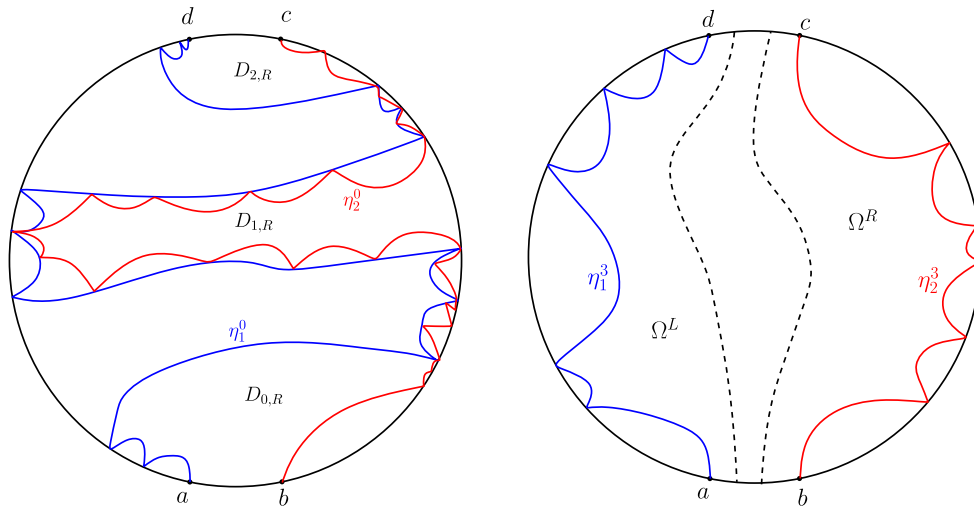 d
c
D_{2,R}
η_2^0
D_{1,R}
η_1^0
D_{0,R}
a
b
d
c
Ω^R
η_1^3
η_2^3
Ω^L
a
b